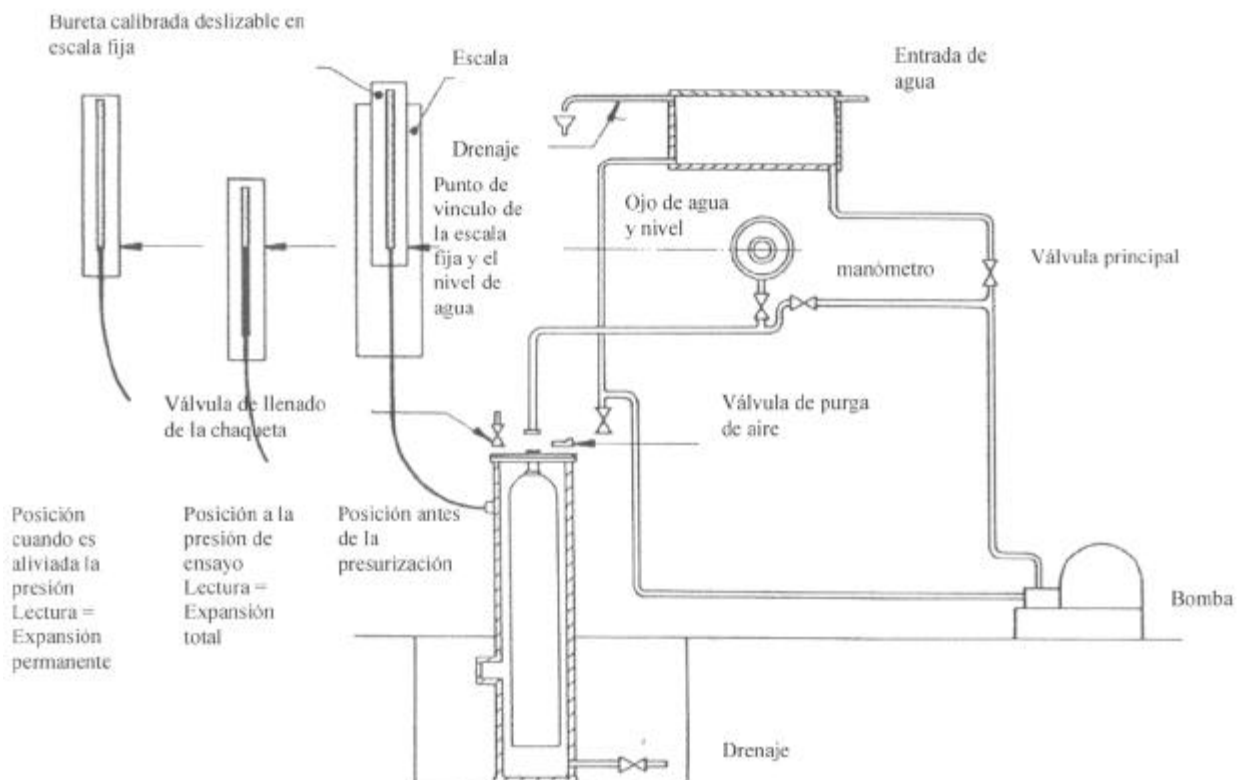 Bureta calibrada deslizable en
escala fija
Escala
Entrada de
agua
Drenaje
Punto de
vinculo de
la escala
fija y el
nivel de
agua
Ojo de agua
y nivel
manómetro
Válvula principal
Válvula de llenado
de la chaqueta
Válvula de purga
de aire
Posición
cuando es
aliviada la
presión
Lectura =
Expansión
permanente
Posición a la
presión de
ensayo
Lectura =
Expansión
total
Posición antes
de la
presurización
Bomba
Drenaje